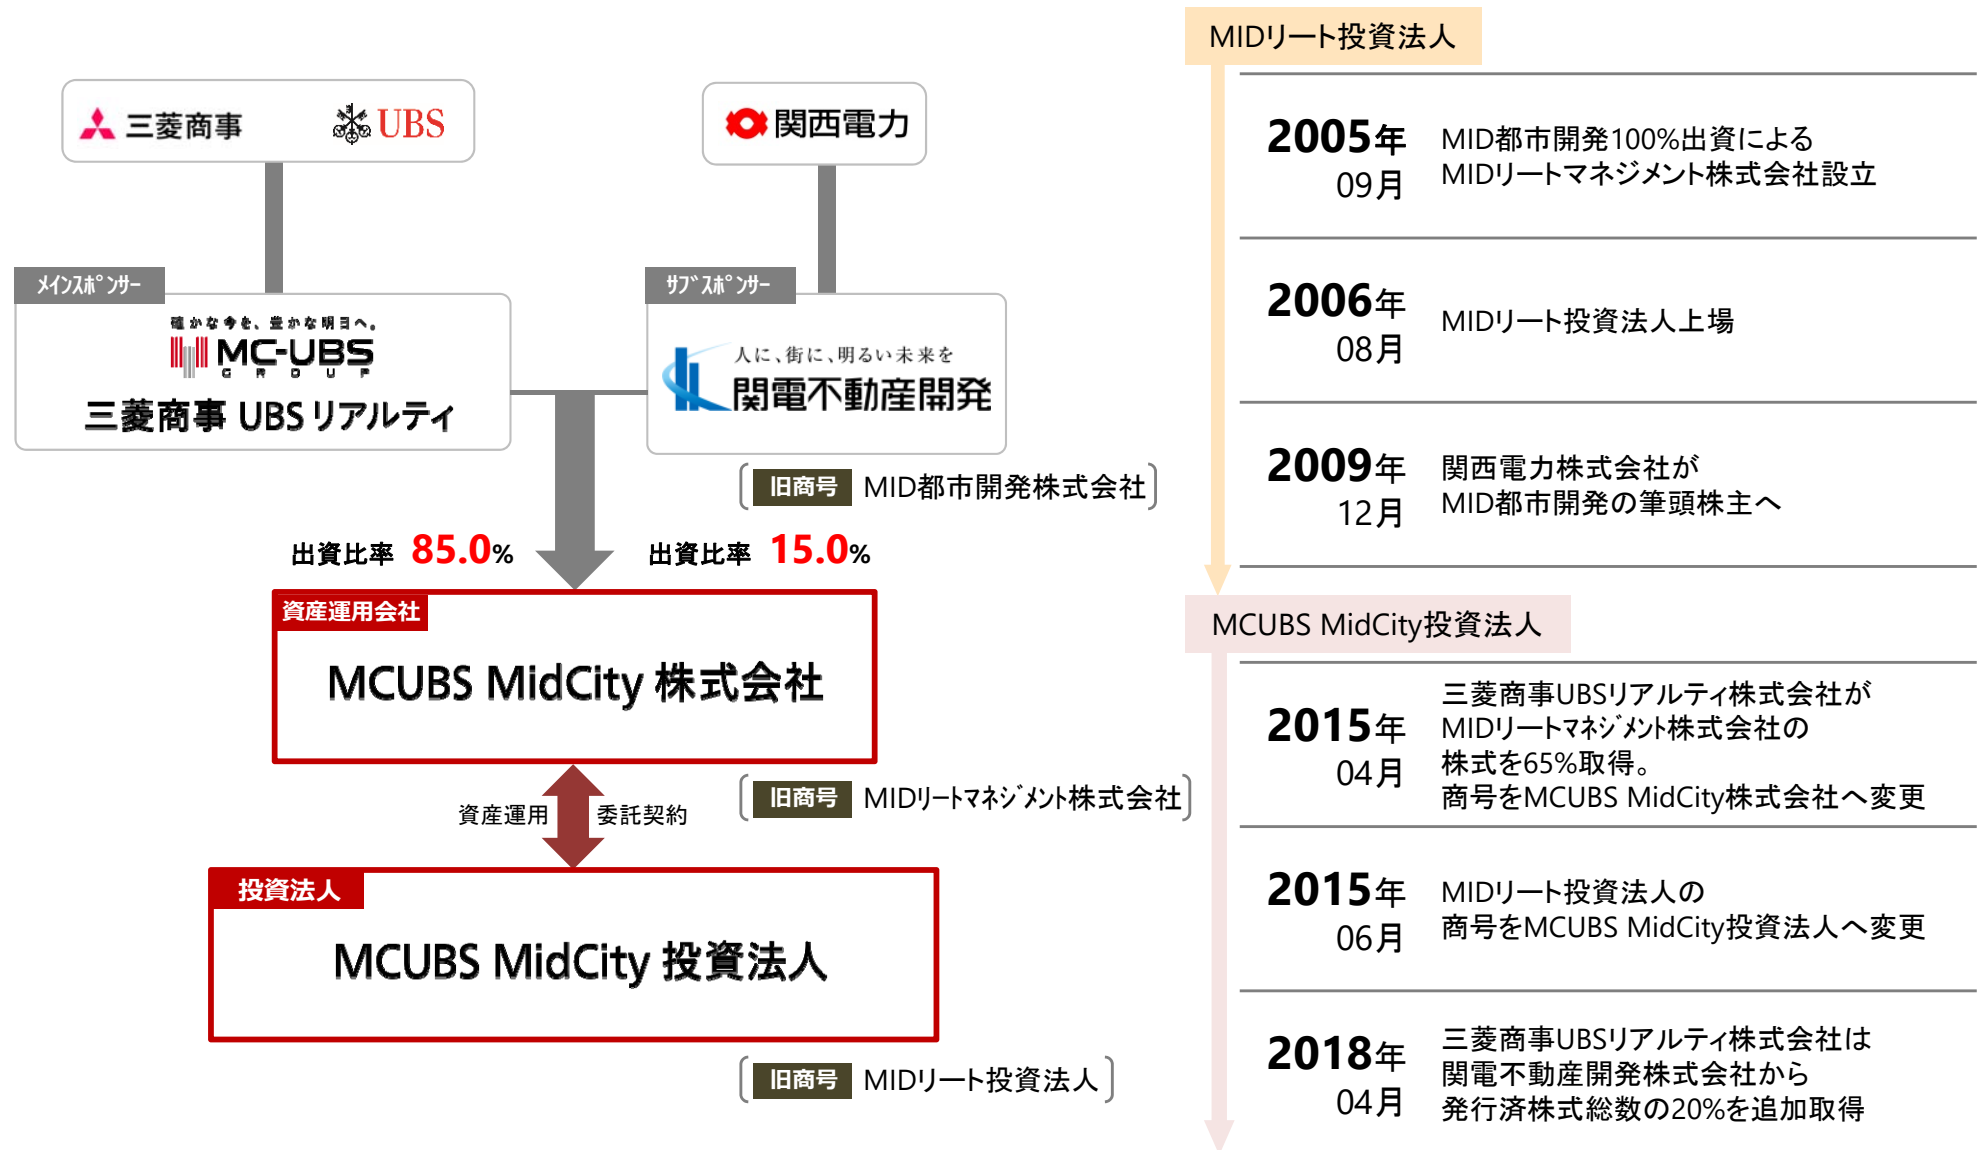 三菱商事
UBS
関西電力
メインスポンサー
確かな今を、豊かな明日へ。
MC-UBS
GROUP
三菱商事 UBS リアルティ
サブスポンサー
人に、街に、明るい未来を
関電不動産開発
旧商号 MID都市開発株式会社
出資比率 85.0%
出資比率 15.0%
資産運用会社
MCUBS MidCity 株式会社
旧商号 MIDリートマネジメント株式会社
資産運用 委託契約
投資法人
MCUBS MidCity 投資法人
旧商号 MIDリート投資法人
MIDリート投資法人
2005年
09月
MID都市開発100%出資による
MIDリートマネジメント株式会社設立
2006年
08月
MIDリート投資法人上場
2009年
12月
関西電力株式会社が
MID都市開発の筆頭株主へ
MCUBS MidCity投資法人
2015年
04月
三菱商事UBSリアルティ株式会社が
MIDリートマネジメント株式会社の
株式を65%取得。
商号をMCUBS MidCity株式会社へ変更
2015年
06月
MIDリート投資法人の
商号をMCUBS MidCity投資法人へ変更
2018年
04月
三菱商事UBSリアルティ株式会社は
関電不動産開発株式会社から
発行済株式総数の20%を追加取得